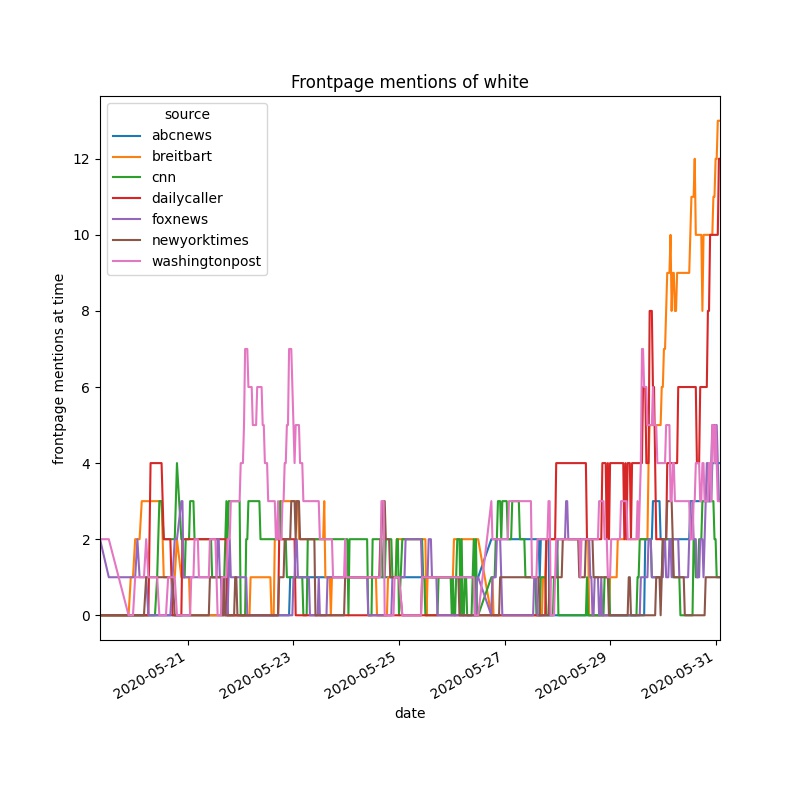 Frontpage mentions of white
source
abcnews
breitbart
cnn
dailycaller
foxnews
newyorktimes
washingtonpost
frontpage mentions at time
12
10
8
6
4
2
0
2020-05-21
2020-05-23
2020-05-25
2020-05-27
2020-05-29
2020-05-31
date